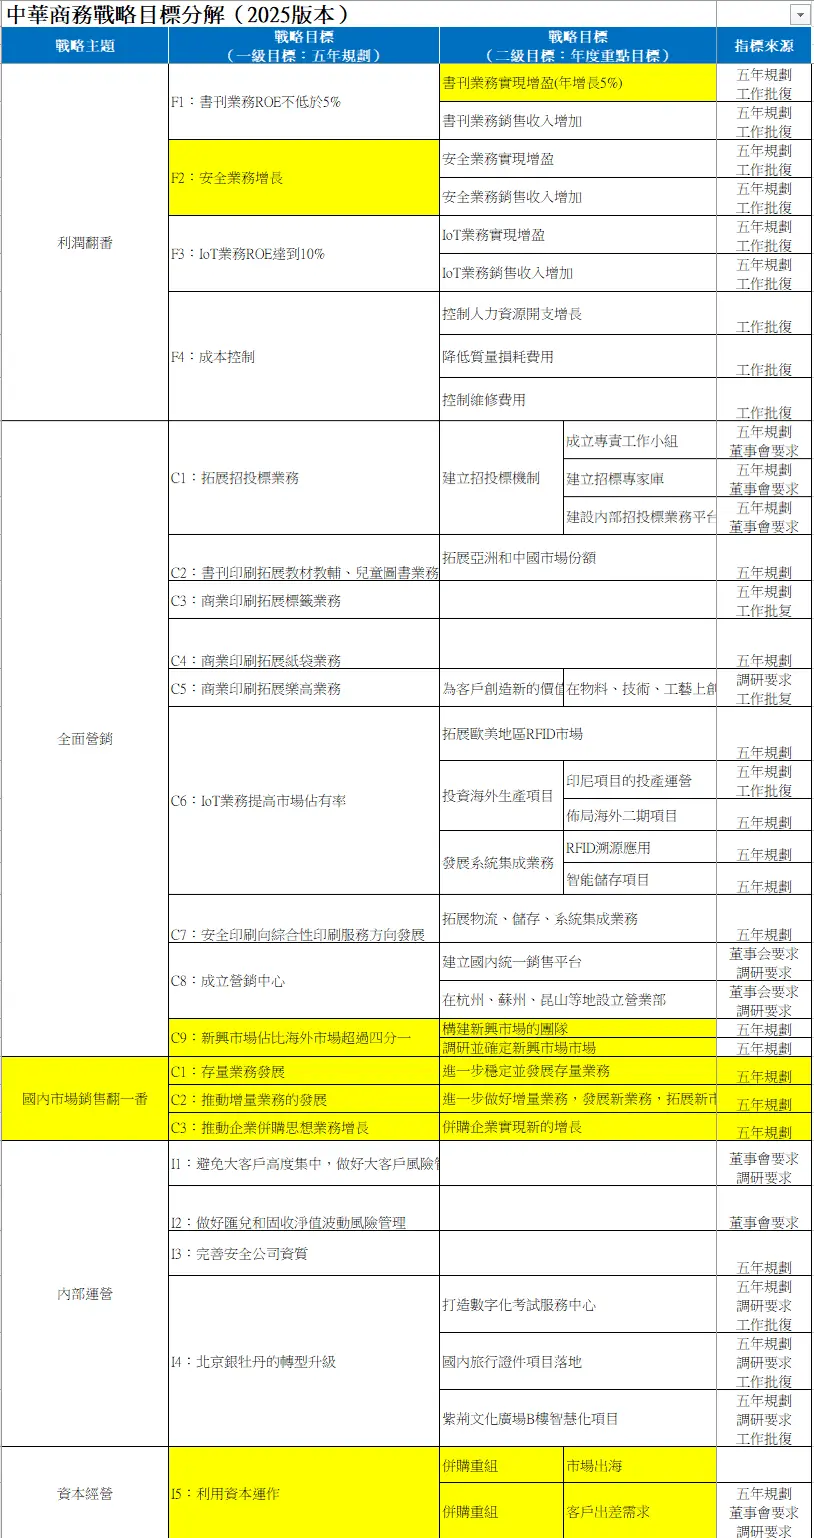 中華商務戰略目標分解（2025版本）
戰略主題
戰略目標
（一級目標：五年規劃）
戰略目標
（二級目標：年度重點目標）
指標來源
利潤翻番
F1：書刊業務ROE不低於5%
書刊業務實現增盈(年增長5%)
五年規劃
工作批復
書刊業務銷售收入增加
五年規劃
工作批復
F2：安全業務增長
安全業務實現增盈
五年規劃
工作批復
安全業務銷售收入增加
五年規劃
工作批復
F3：IoT業務ROE達到10%
IoT業務實現增盈
五年規劃
工作批復
IoT業務銷售收入增加
五年規劃
工作批復
F4：成本控制
控制人力資源開支增長
工作批復
降低質量損耗費用
工作批復
控制維修費用
工作批復
全面營銷
C1：拓展招投標業務
建立招投標機制
成立專責工作小組
五年規劃
董事會要求
建立招標專家庫
五年規劃
董事會要求
建設內部招投標業務平台
五年規劃
董事會要求
C2：書刊印刷拓展教材教輔、兒童圖書業務
拓展亞洲和中國市場份額
五年規劃
C3：商業印刷拓展標籤業務
五年規劃
工作批复
C4：商業印刷拓展紙袋業務
五年規劃
C5：商業印刷拓展樂高業務
為客戶創造新的價值
在物料、技術、工藝上創
調研要求
工作批复
C6：IoT業務提高市場佔有率
拓展歐美地區RFID市場
五年規劃
投資海外生產項目
印尼項目的投產運營
五年規劃
工作批復
佈局海外二期項目
五年規劃
發展系統集成業務
RFID溯源應用
五年規劃
智能儲存項目
五年規劃
C7：安全印刷向綜合性印刷服務方向發展
拓展物流、儲存、系統集成業務
五年規劃
C8：成立營銷中心
建立國內統一銷售平台
董事会要求
調研要求
在杭州、蘇州、昆山等地設立營業部
董事会要求
調研要求
C9：新興市場佔比海外市場超過四分一
構建新興市場的團隊
五年規劃
調研並確定新興市場市場
五年規劃
國內市場銷售翻一番
C1：存量業務發展
進一步穩定並發展存量業務
五年規劃
C2：推動增量業務的發展
進一步做好增量業務，發展新業務，拓展新市
五年規劃
C3：推動企業併購思想業務增長
併購企業實現新的增長
五年規劃
內部運營
I1：避免大客戶高度集中，做好大客戶風險管
董事會要求
調研要求
I2：做好匯兌和固收淨值波動風險管理
董事會要求
I3：完善安全公司資質
五年規劃
I4：北京銀牡丹的轉型升級
打造數字化考試服務中心
五年規劃
調研要求
工作批復
國內旅行證件項目落地
五年規劃
調研要求
工作批復
紫荊文化廣場B樓智慧化項目
五年規劃
調研要求
工作批復
資本經營
I5：利用資本運作
併購重組
市場出海
併購重組
客戶出差需求
五年規劃
董事會要求
調研要求